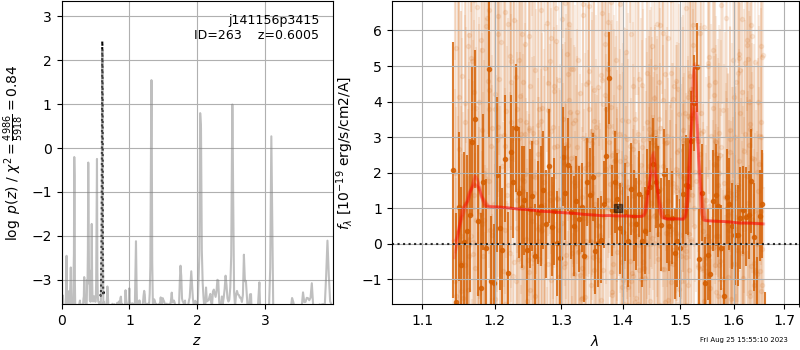 j141156p3415
ID=263 z=0.6005
log p(z) / χ² = 4986/5918 = 0.84
3
2
1
0
−1
−2
−3
0 1 2 3
z
f_λ [10⁻¹⁹ erg/s/cm2/A]
6
5
4
3
2
1
0
−1
1.1 1.2 1.3 1.4 1.5 1.6 1.7
λ
Fri Aug 25 15:55:10 2023